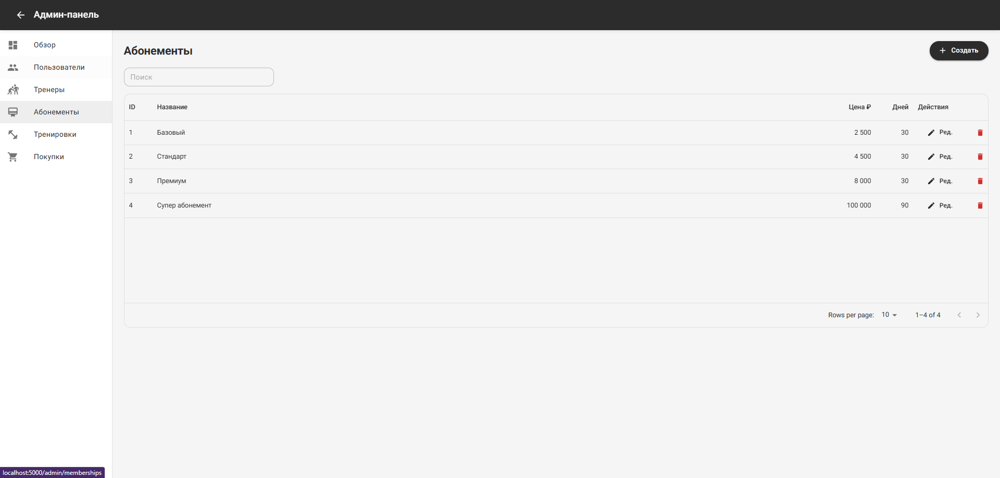 Админ-панель
Обзор
Пользователи
Тренеры
Абонементы
Тренировки
Покупки
Абонементы
Создать
Поиск
ID Название Цена ₽ Дней Действия
1 Базовый 2 500 30 Ред.
2 Стандарт 4 500 30 Ред.
3 Премиум 8 000 30 Ред.
4 Супер абонемент 100 000 90 Ред.
Rows per page: 10 1–4 of 4
localhost:5000/admin/memberships